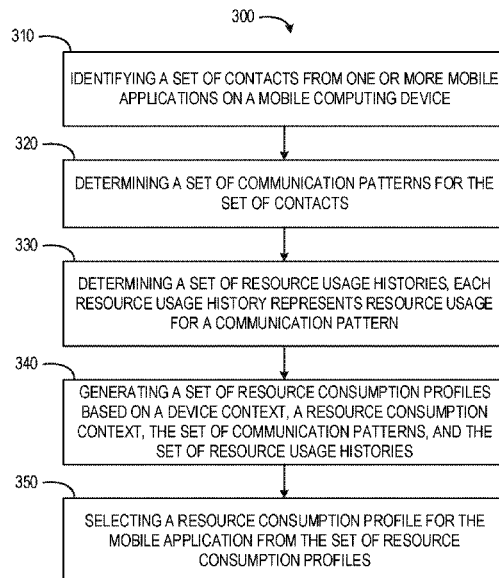 300
310
IDENTIFYING A SET OF CONTACTS FROM ONE OR MORE MOBILE
APPLICATIONS ON A MOBILE COMPUTING DEVICE
320
DETERMINING A SET OF COMMUNICATION PATTERNS FOR THE
SET OF CONTACTS
330
DETERMINING A SET OF RESOURCE USAGE HISTORIES, EACH
RESOURCE USAGE HISTORY REPRESENTS RESOURCE USAGE
FOR A COMMUNICATION PATTERN
340
GENERATING A SET OF RESOURCE CONSUMPTION PROFILES
BASED ON A DEVICE CONTEXT, A RESOURCE CONSUMPTION
CONTEXT, THE SET OF COMMUNICATION PATTERNS, AND THE
SET OF RESOURCE USAGE HISTORIES
350
SELECTING A RESOURCE CONSUMPTION PROFILE FOR THE
MOBILE APPLICATION FROM THE SET OF RESOURCE
CONSUMPTION PROFILES